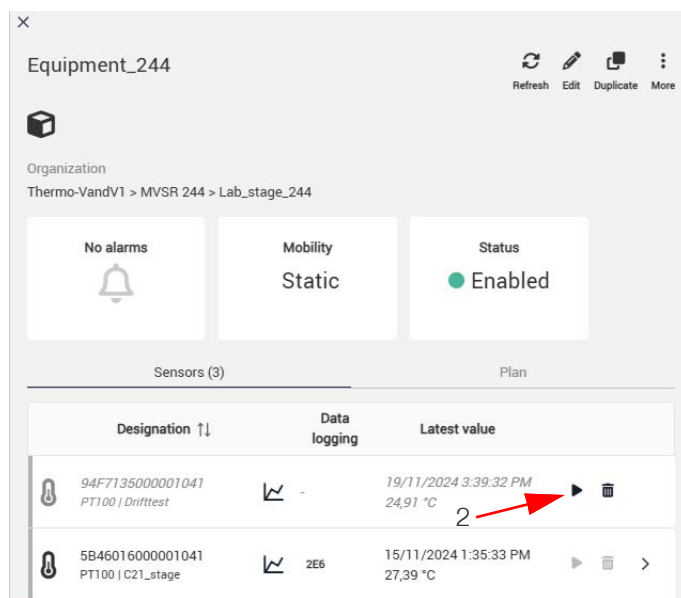 Equipment_244
Refresh Edit Duplicate More
Organization
Thermo-VandV1 > MVSR 244 > Lab_stage_244
No alarms Mobility Status
Static Enabled
Sensors (3) Plan
Designation ↑↓ Data logging Latest value
94F7135000001041 - 19/11/2024 3:39:32 PM
PT100 | Drifttest 24,91 °C
2
5B46016000001041 2E6 15/11/2024 1:35:33 PM
PT100 | C21_stage 27,39 °C